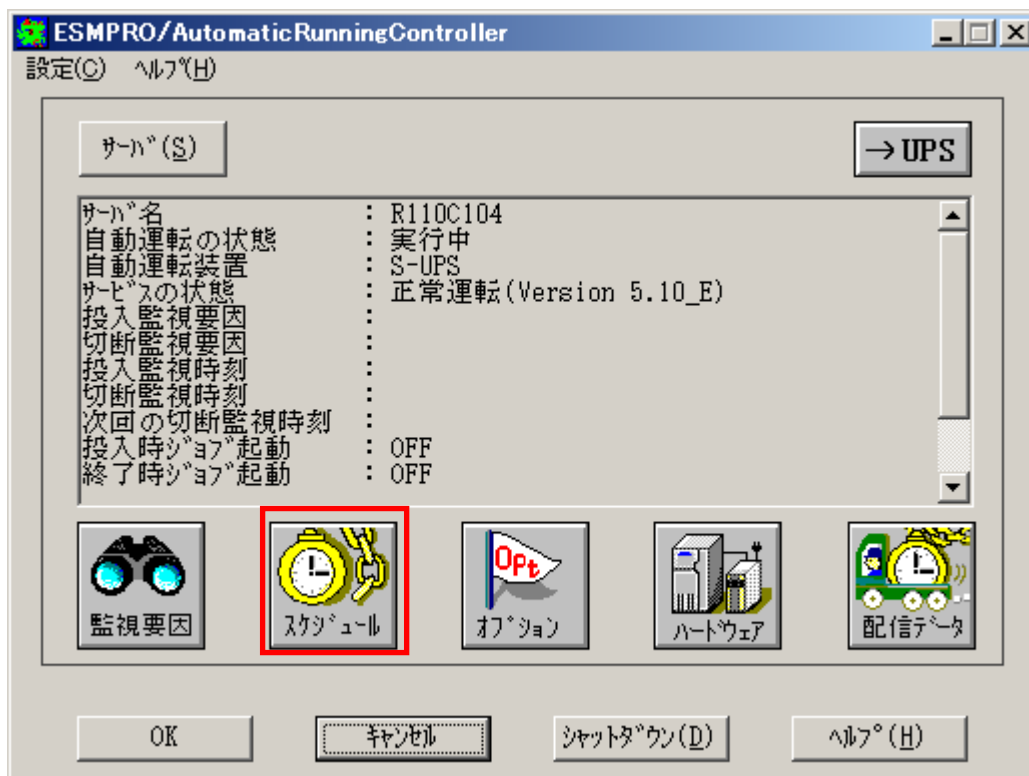 ESMPRO/AutomaticRunningController
設定(C) ﾍﾙﾌﾟ(H)
ｻｰﾊﾞ(S)
→UPS
ｻｰﾊﾞ名 : R110C104
自動運転の状態 : 実行中
自動運転装置 : S-UPS
ｻｰﾋﾞｽの状態 : 正常運転(Version 5.10_E)
投入監視要因 :
切断監視要因 :
投入監視時刻 :
切断監視時刻 :
次回の切断監視時刻 :
投入時ｼﾞｮﾌﾞ起動 : OFF
終了時ｼﾞｮﾌﾞ起動 : OFF
OPt
監視要因 ｽｹｼﾞｭｰﾙ ｵﾌﾟｼｮﾝ ﾊｰﾄﾞｳｪｱ 配信ﾃﾞｰﾀ
OK ｷｬﾝｾﾙ ｼｬｯﾄﾀﾞｳﾝ(D) ﾍﾙﾌﾟ(H)